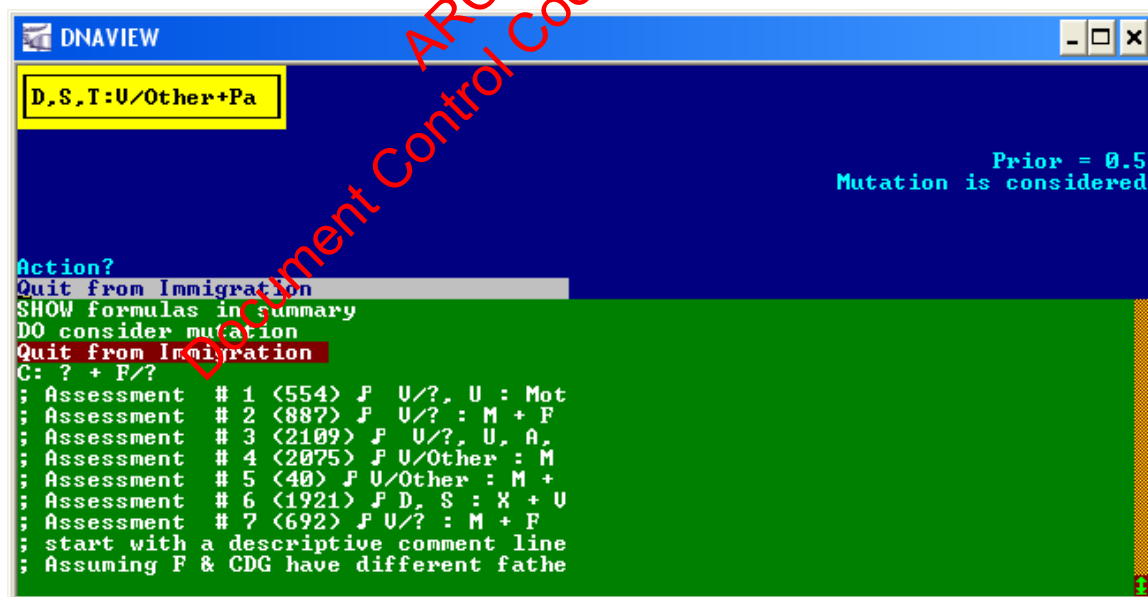 DNAVIEW
D,S,T:V/Other+Pa
Prior = 0.5
Mutation is considered
Action?
Quit from Immigration
SHOW formulas in summary
DO consider mutation
Quit from Immigration
C: ? + F/?
; Assessment # 1 (554) V/?, U : Mot
; Assessment # 2 (887) V/? : M + F
; Assessment # 3 (2109) V/?, U, A,
; Assessment # 4 (2075) V/Other : M
; Assessment # 5 (40) V/Other : M +
; Assessment # 6 (1921) D, S : X + V
; Assessment # 7 (692) V/? : M + F
; start with a descriptive comment line
; Assuming F & CDG have different fathe
Document Control